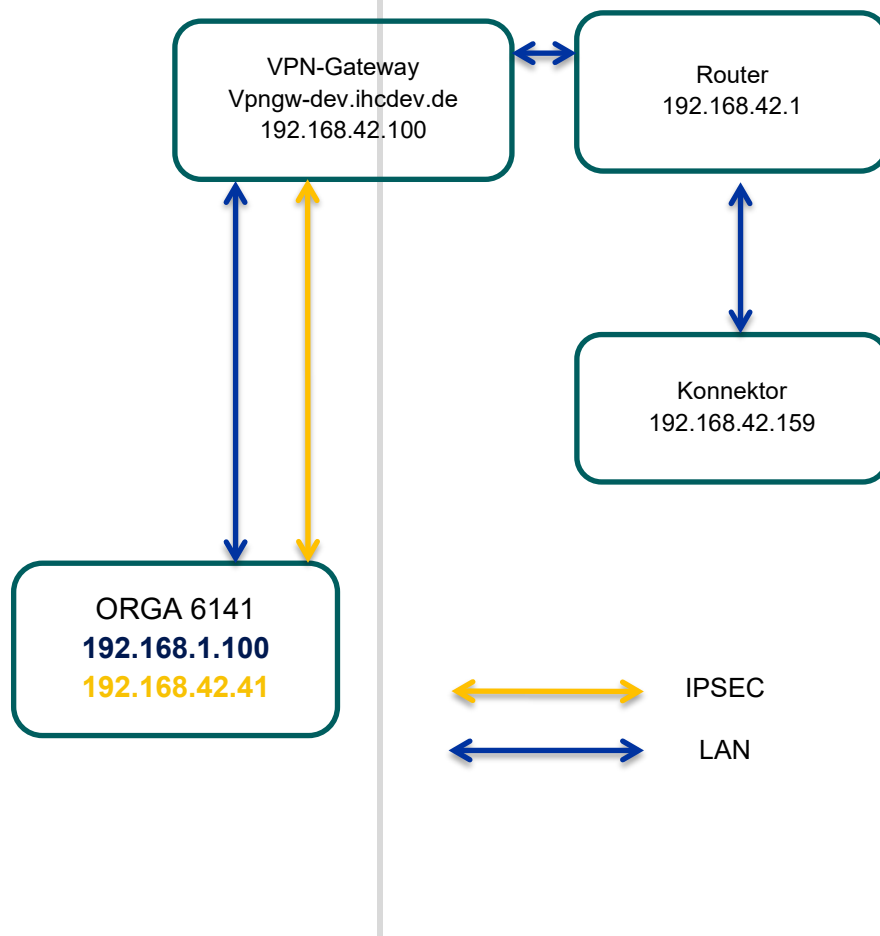 VPN-Gateway
Vpngw-dev.ihcdev.de
192.168.42.100
Router
192.168.42.1
Konnektor
192.168.42.159
ORGA 6141
192.168.1.100
192.168.42.41
IPSEC
LAN